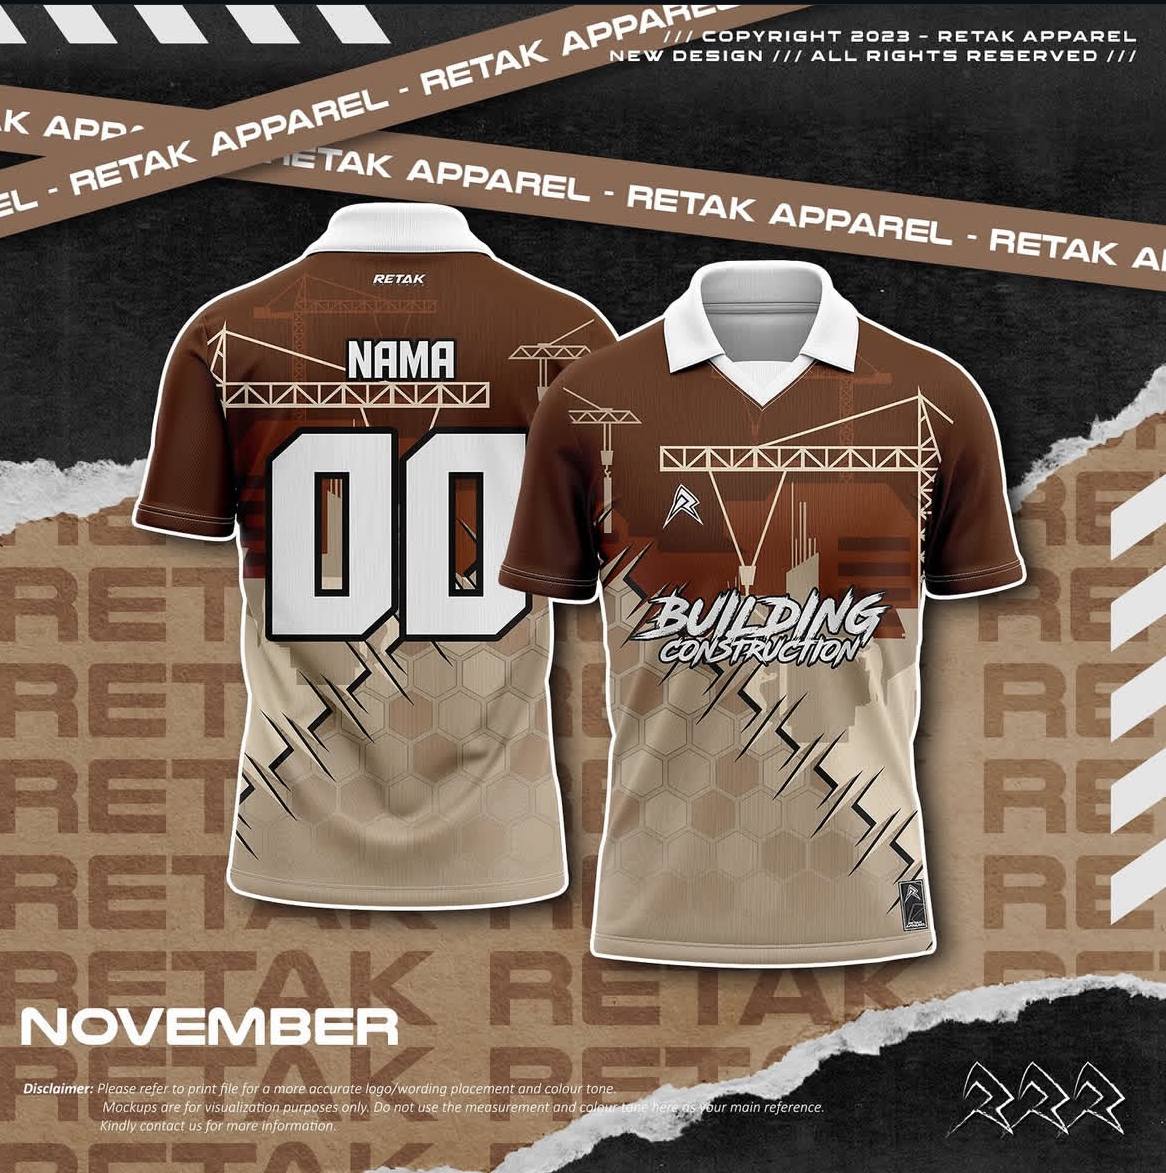 /// COPYRIGHT 2023 - RETAK APPAREL
NEW DESIGN /// ALL RIGHTS RESERVED ///
EL - RETAK APPAREL - RETAK APPAREL
RETAK APPAREL - RETAK APPAREL - RETAK
RETAK
NAMA
00
BUILDING
CONSTRUCTION
RETAK RETAK
NOVEMBER
Disclaimer: Please refer to print file for a more accurate logo/wording placement and colour tone.
Mockups are for visualization purposes only. Do not use the measurement and colour tone here as your main reference.
Kindly contact us for more information.